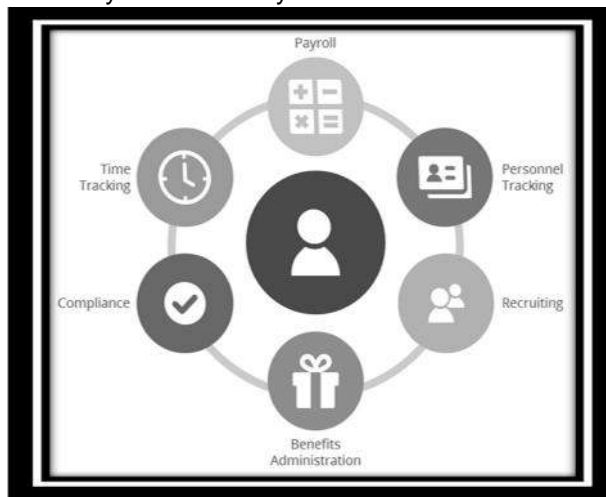 Payroll
Time
Tracking
Personnel
Tracking
Compliance
Recruiting
Benefits
Administration